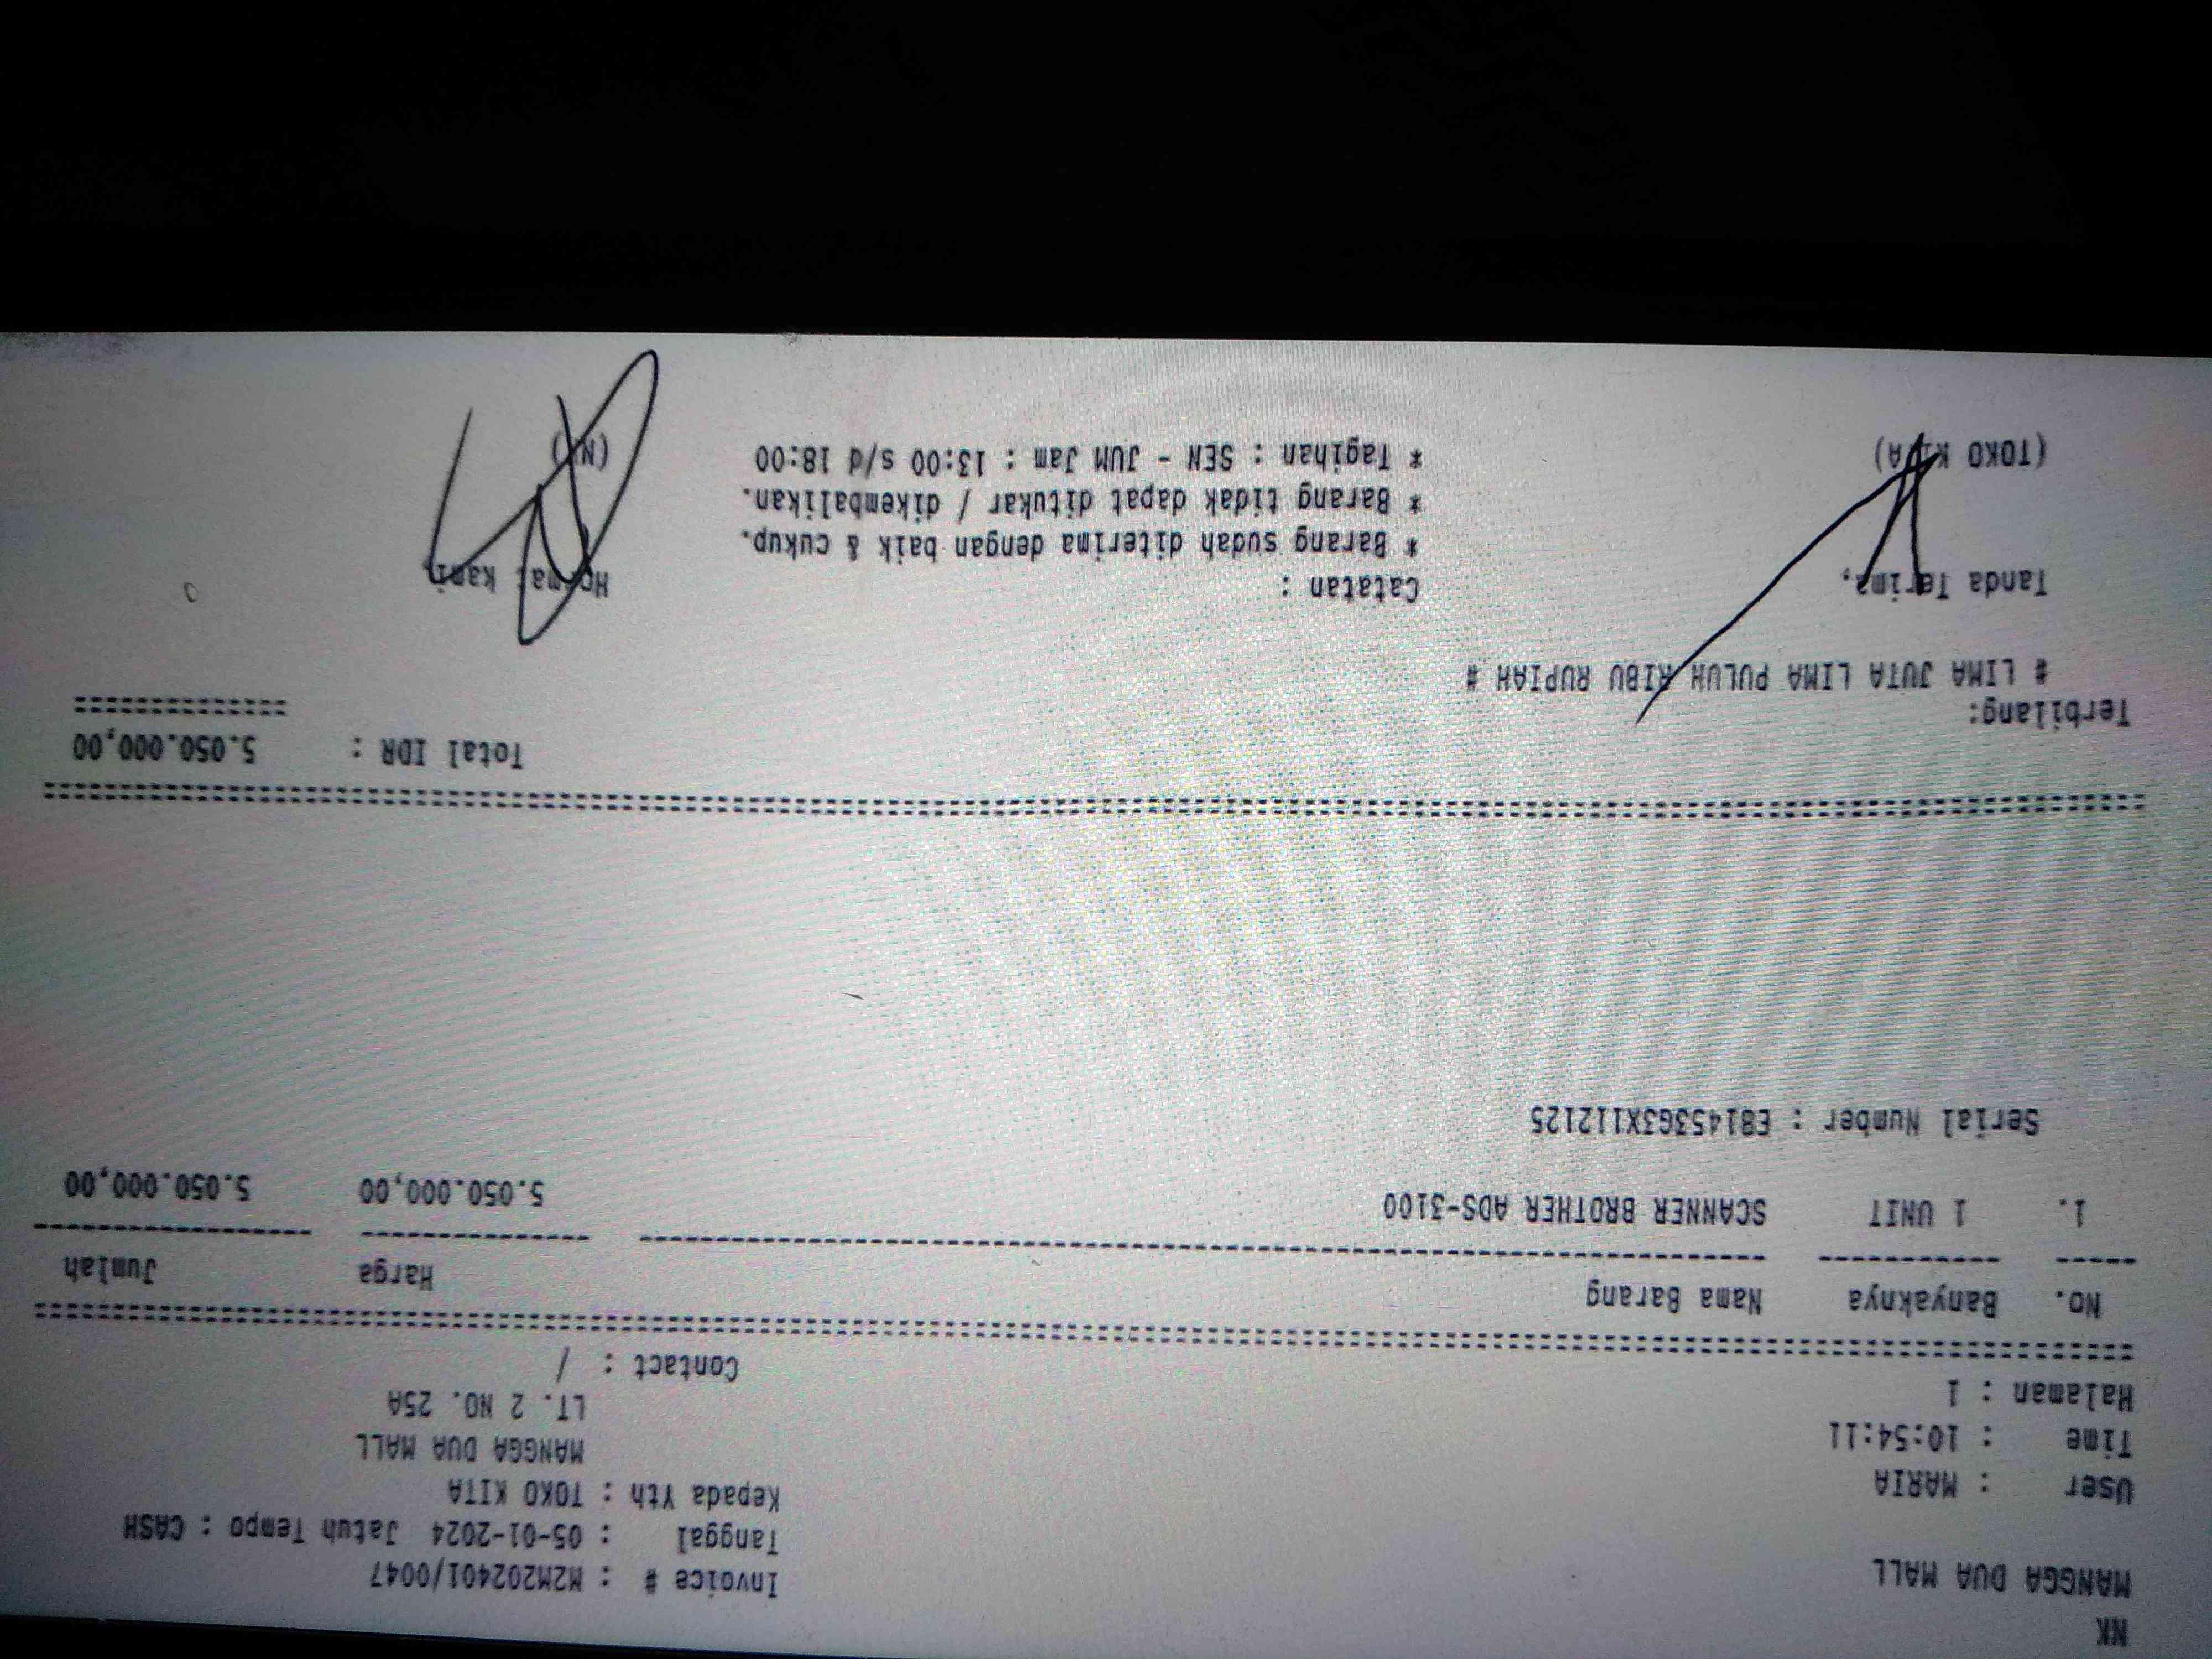 NK
MANGGA DUA MALL
Invoice # : M2M202401/0047
Tanggal : 05-01-2024 Jatuh Tempo : CASH
User : MARIA
Kepada Yth : TOKO KITA
Time : 10:54:11
MANGGA DUA MALL
Halaman : 1
LT. 2 NO. 25A
Contact : /
No. Banyaknya Nama Barang Harga Jumlah
1. 1 UNIT SCANNER BROTHER ADS-3100 5.050.000,00 5.050.000,00
Serial Number : E81453G3X112125
Total IDR : 5.050.000,00
Terbilang:
# LIMA JUTA LIMA PULUH RIBU RUPIAH #
Tanda Terima,
Catatan :
Hormat kami
* Barang sudah diterima dengan baik & cukup.
* Barang tidak dapat ditukar / dikembalikan.
* Tagihan : SEN - JUM Jam : 13:00 s/d 18:00
(TOKO KITA)